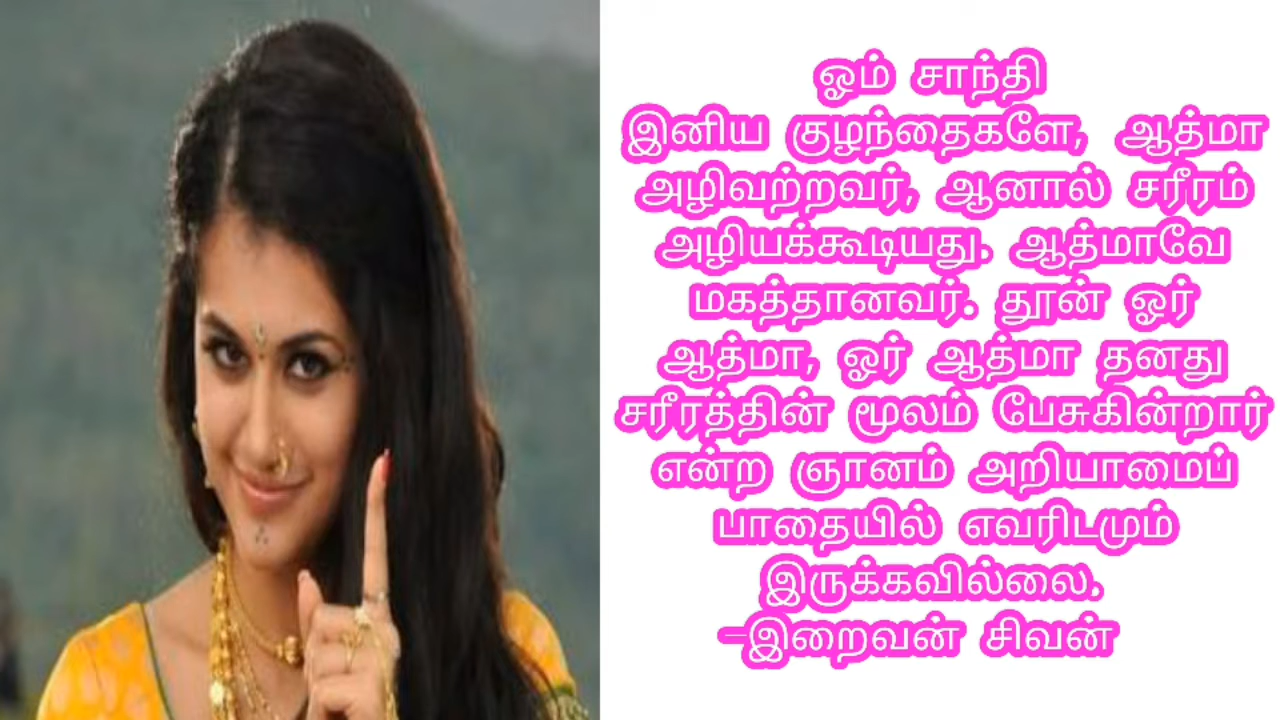 ஓம் சாந்தி
இனிய குழந்தைகளே, ஆத்மா
அழிவற்றவர், ஆனால் சரீரம்
அழியக்கூடியது. ஆத்மாவே
மகத்தானவர். தூன் ஓர்
ஆத்மா, ஓர் ஆத்மா தனது
சரீரத்தின் மூலம் பேசுகின்றார்
என்ற ஞானம் அறியாமைப்
பாதையில் எவரிடமும்
இருக்கவில்லை.
-இறைவன் சிவன்